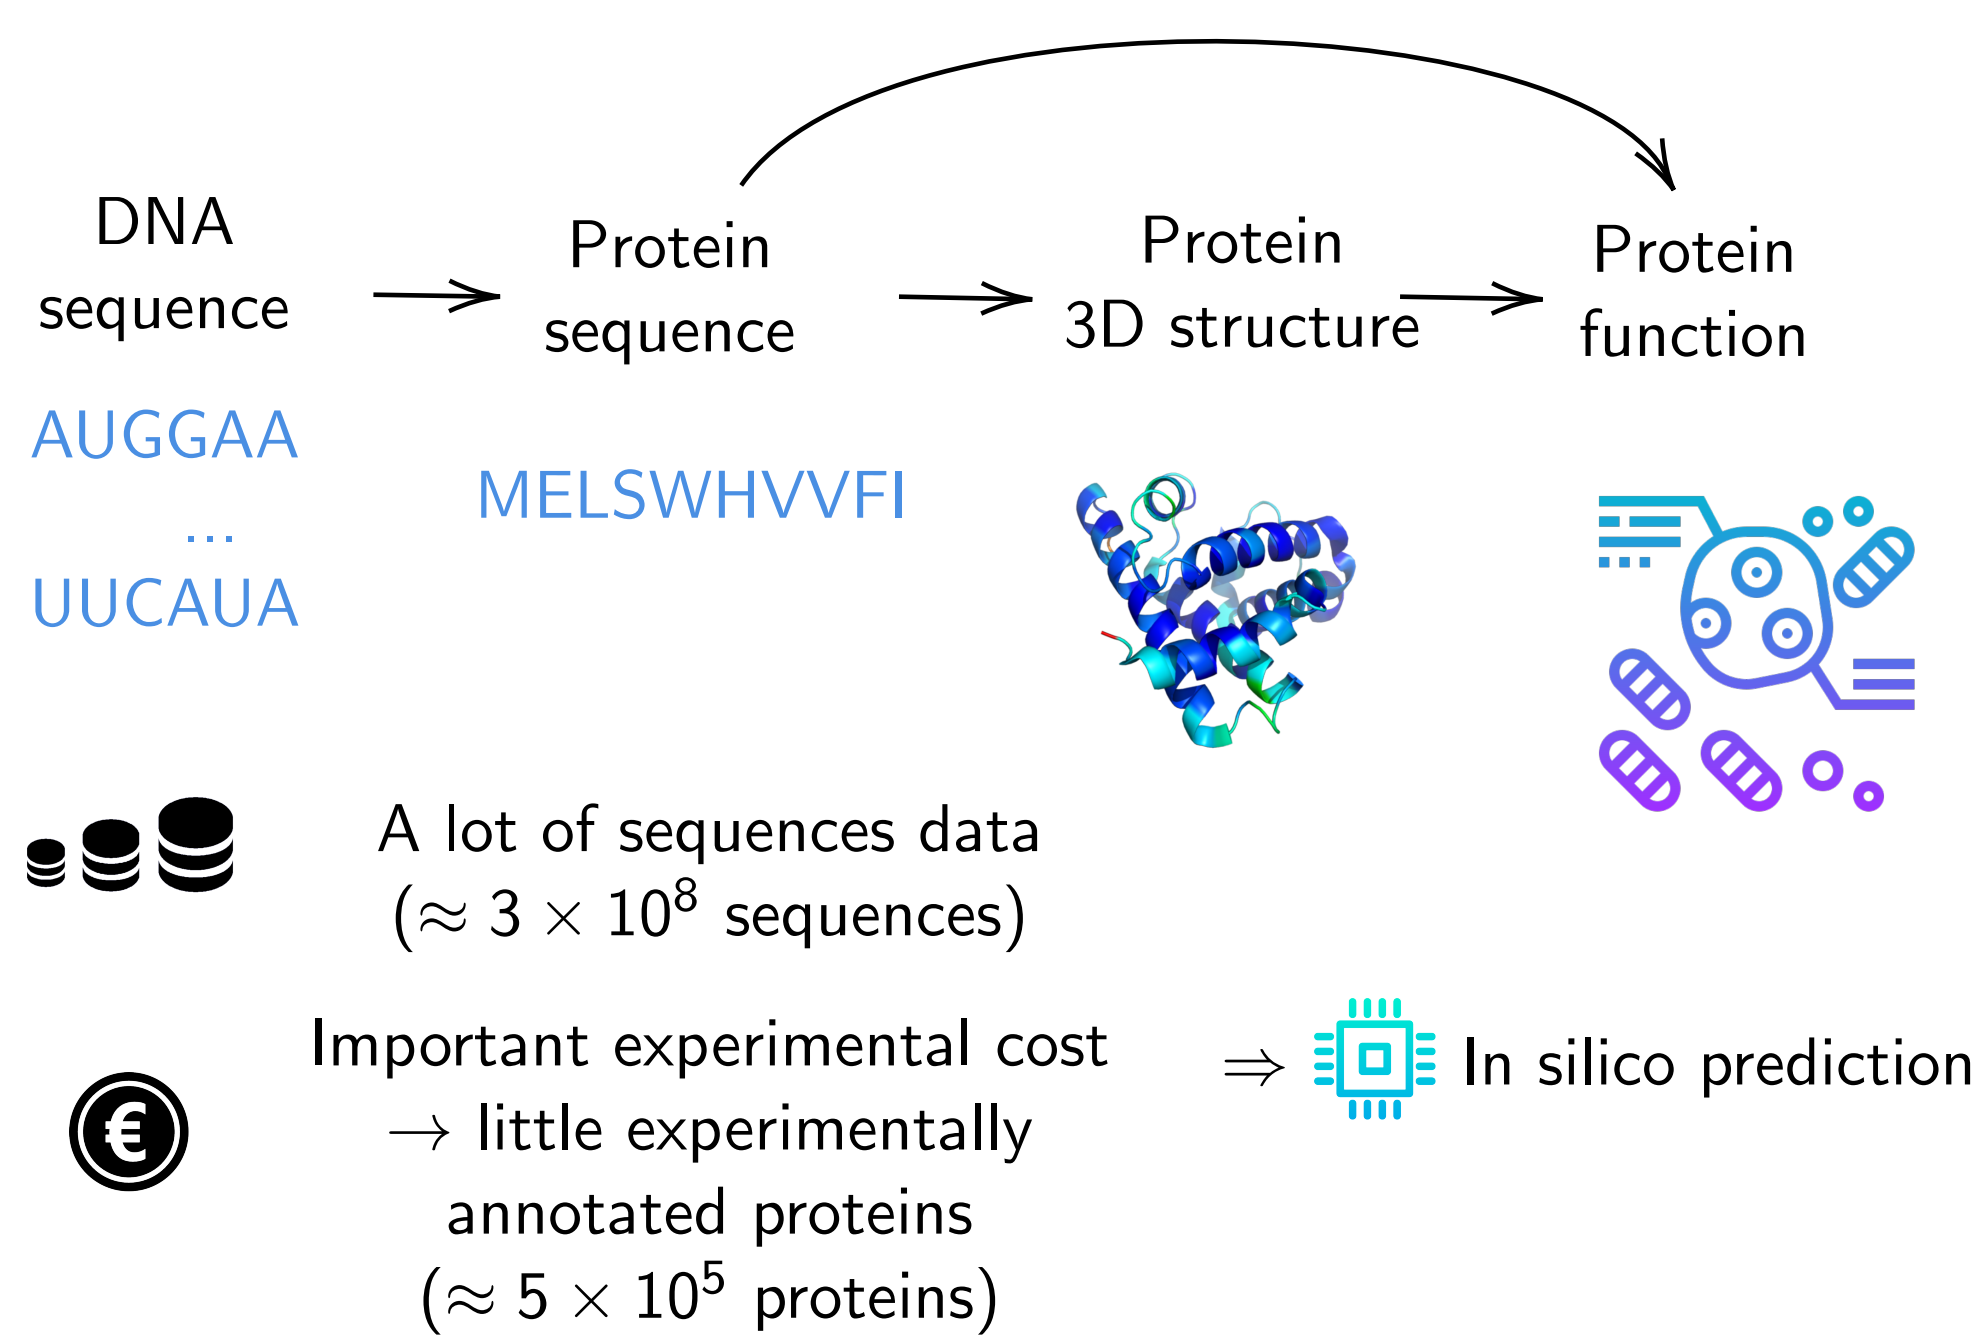 DNA
sequence
Protein
sequence
Protein
3D structure
Protein
function
AUGGAA
...
UUCAUA
MELSWHVVFI
A lot of sequences data
(≈ 3 × 10⁸ sequences)
€
Important experimental cost
→ little experimentally
annotated proteins
(≈ 5 × 10⁵ proteins)
⇒ In silico prediction